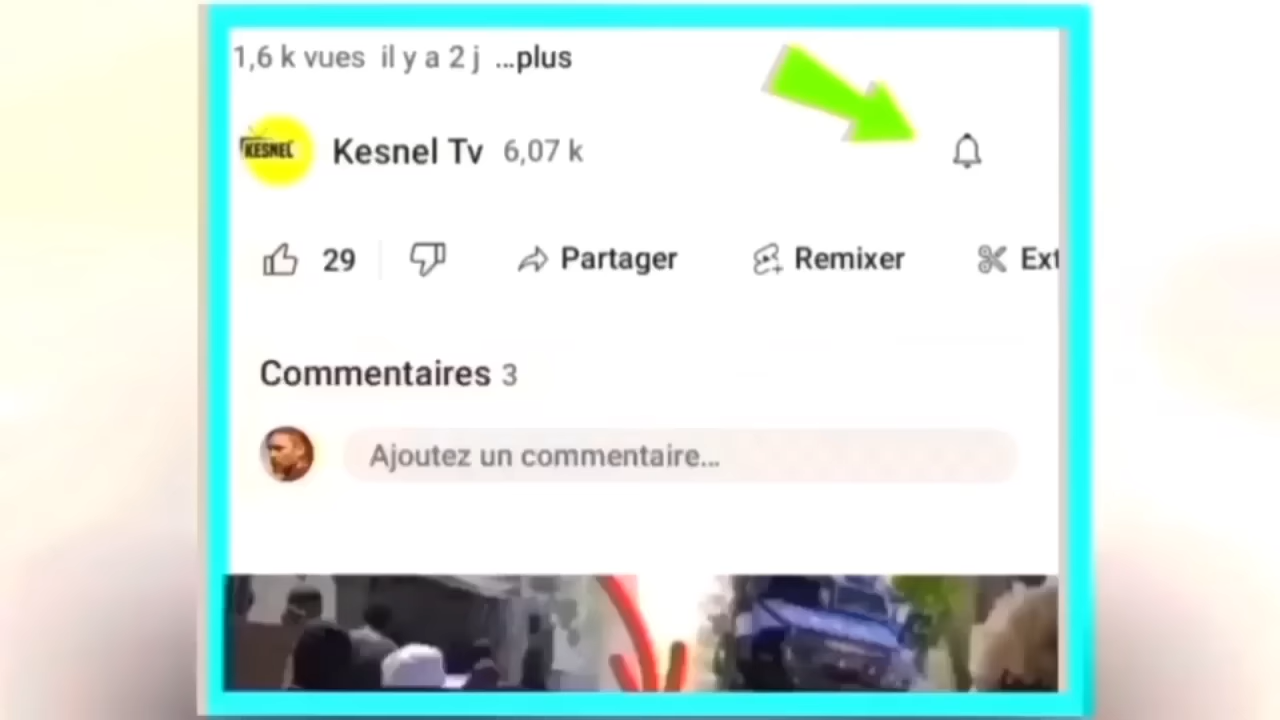 1,6 k vues il y a 2 j ...plus
KESNEL
Kesnel Tv 6,07 k
29 Partager Remixer Ext
Commentaires 3
Ajoutez un commentaire...